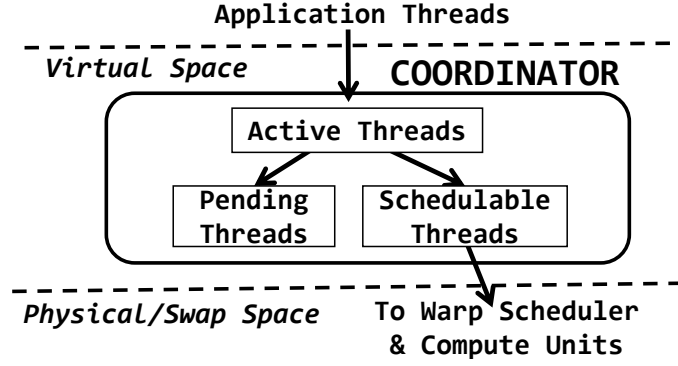 Application Threads
Virtual Space
COORDINATOR
Active Threads
Pending
Threads
Schedulable
Threads
Physical/Swap Space
To Warp Scheduler
& Compute Units